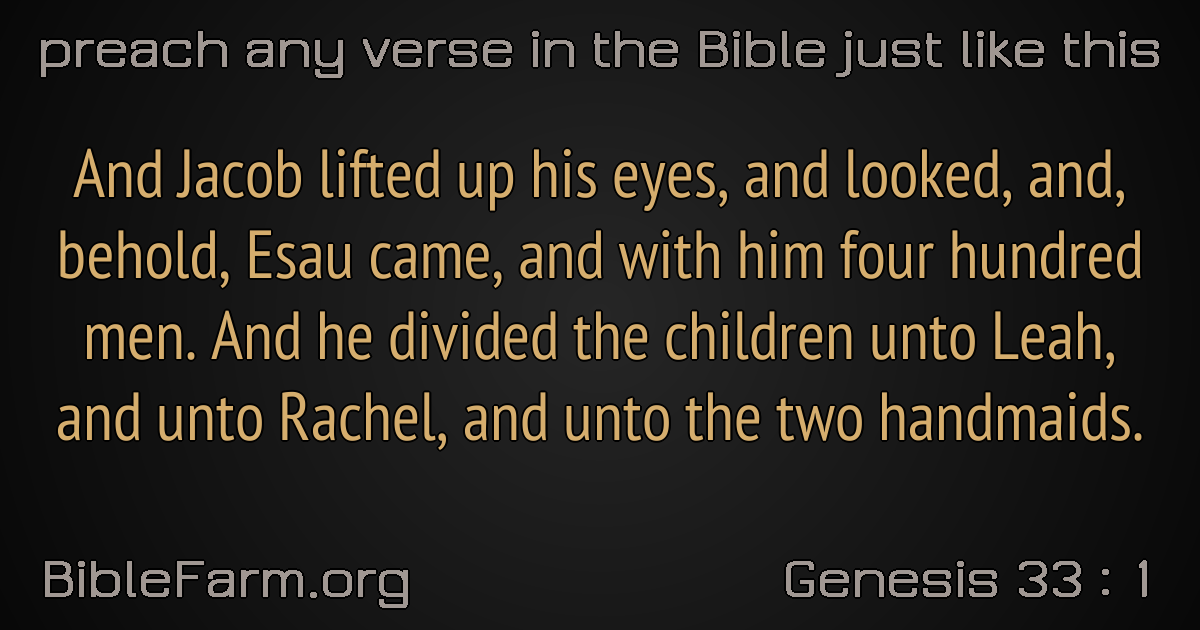 preach any verse in the Bible just like this
And Jacob lifted up his eyes, and looked, and,
behold, Esau came, and with him four hundred
men. And he divided the children unto Leah,
and unto Rachel, and unto the two handmaids.
BibleFarm.org
Genesis 33 : 1